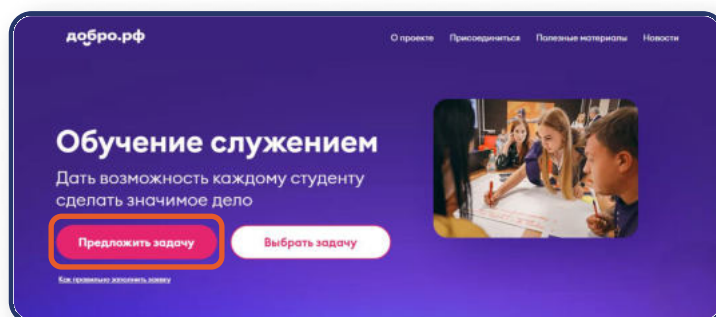 добро.рф
О проекте Присоединиться Полезные материалы Новости
Обучение служением
Дать возможность каждому студенту
сделать значимое дело
Предложить задачу Выбрать задачу
Как правильно заполнить заявку